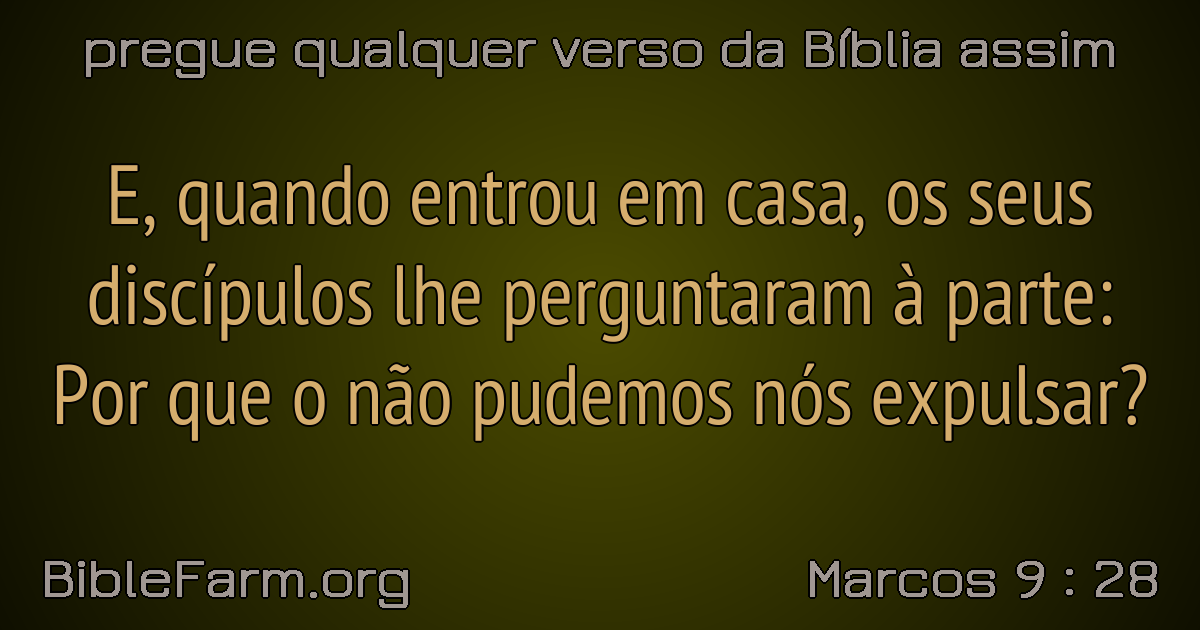 pregue qualquer verso da Bíblia assim
E, quando entrou em casa, os seus
discípulos lhe perguntaram à parte:
Por que o não pudemos nós expulsar?
BibleFarm.org
Marcos 9 : 28